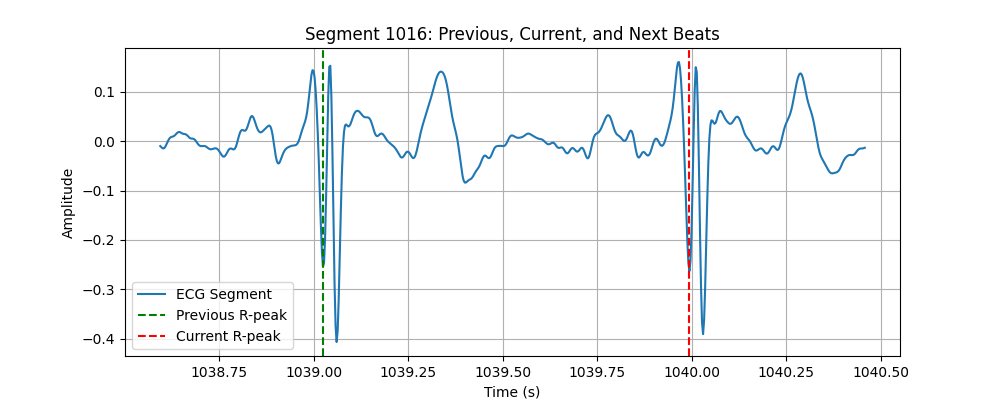 Segment 1016: Previous, Current, and Next Beats
Amplitude
0.1
0.0
−0.1
−0.2
−0.3
−0.4
ECG Segment
Previous R-peak
Current R-peak
1038.75 1039.00 1039.25 1039.50 1039.75 1040.00 1040.25 1040.50
Time (s)